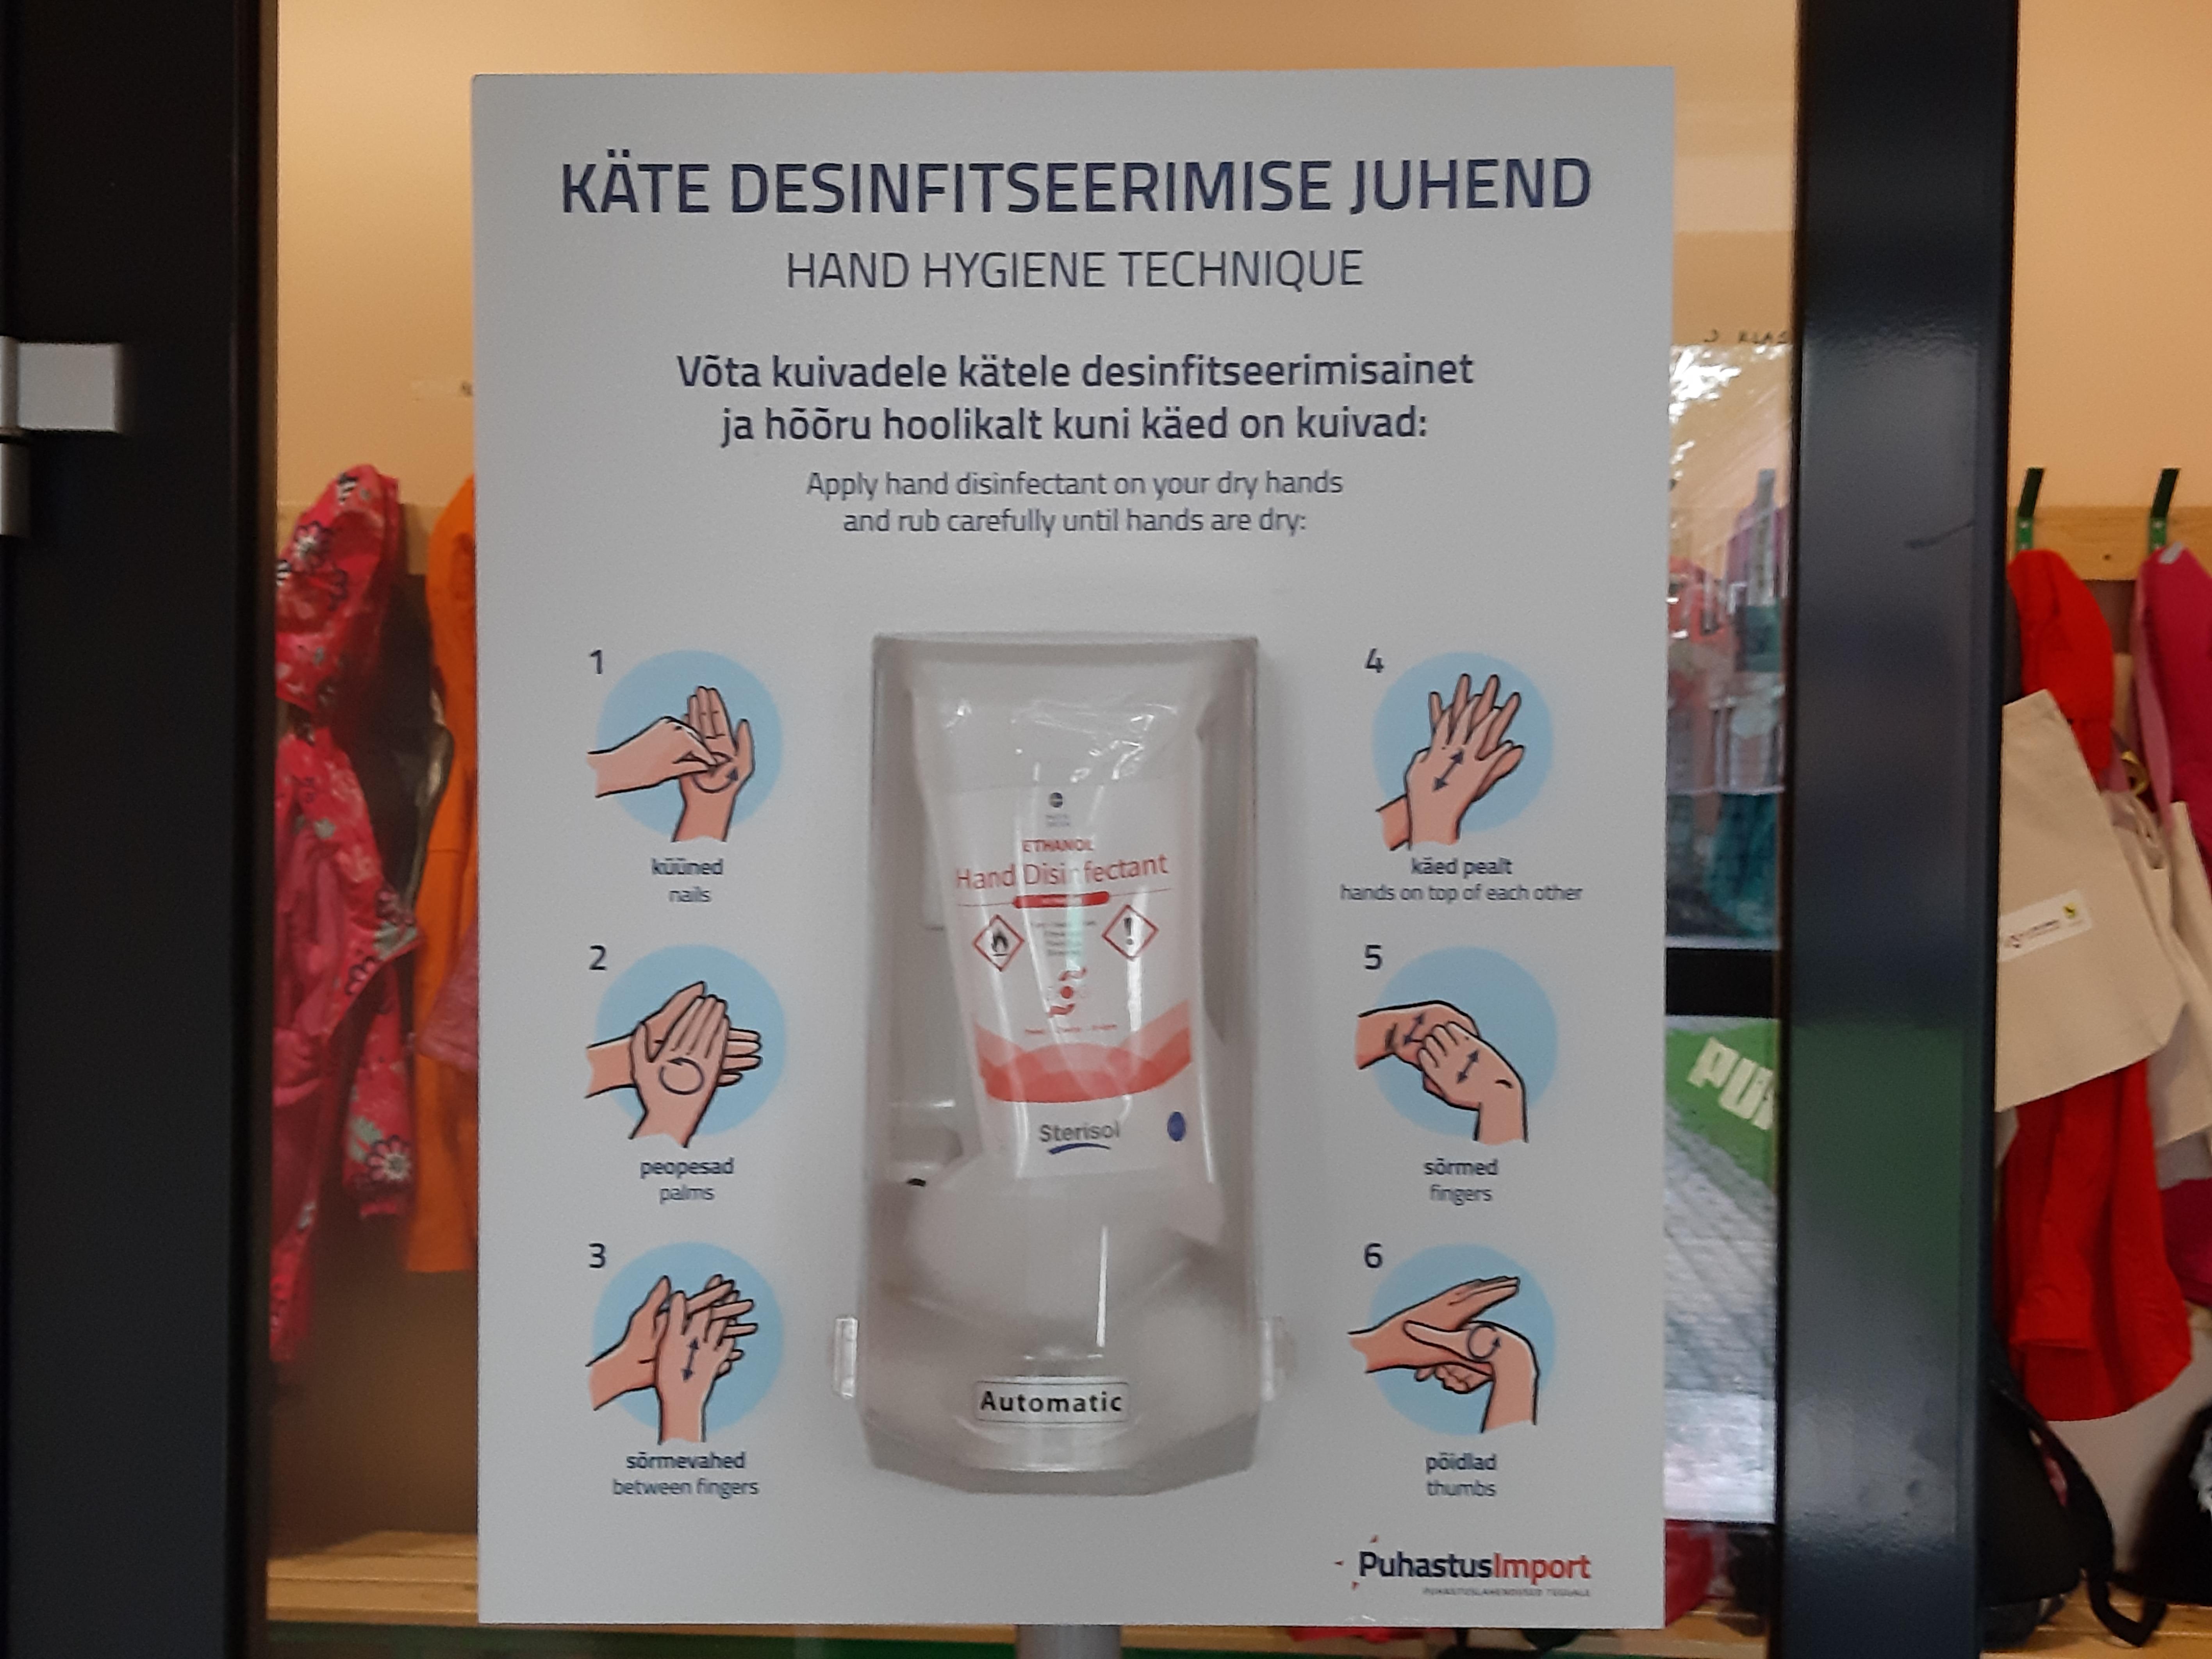 KÄTE DESINFITSEERIMISE JUHEND
HAND HYGIENE TECHNIQUE
Võta kuivadele kätele desinfitseerimisainet
ja hõõru hoolikalt kuni käed on kuivad:
Apply hand disinfectant on your dry hands
and rub carefully until hands are dry:
1
küüned
nails
2
peopesad
palms
3
sõrmevahed
between fingers
ETHANOL
Hand Disinfectant
Sterisol
Automatic
4
käed pealt
hands on top of each other
5
sõrmed
fingers
6
pöidlad
thumbs
PuhastusImport